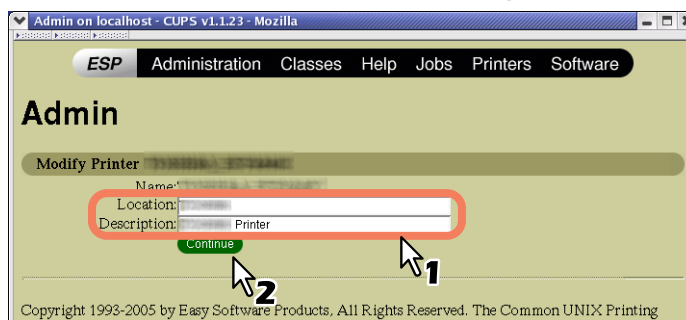 Admin on localhost - CUPS v1.1.23 - Mozilla
ESP Administration Classes Help Jobs Printers Software
Admin
Modify Printer
Name:
Location:
Description: Printer
Continue
1
2
Copyright 1993-2005 by Easy Software Products, All Rights Reserved. The Common UNIX Printing